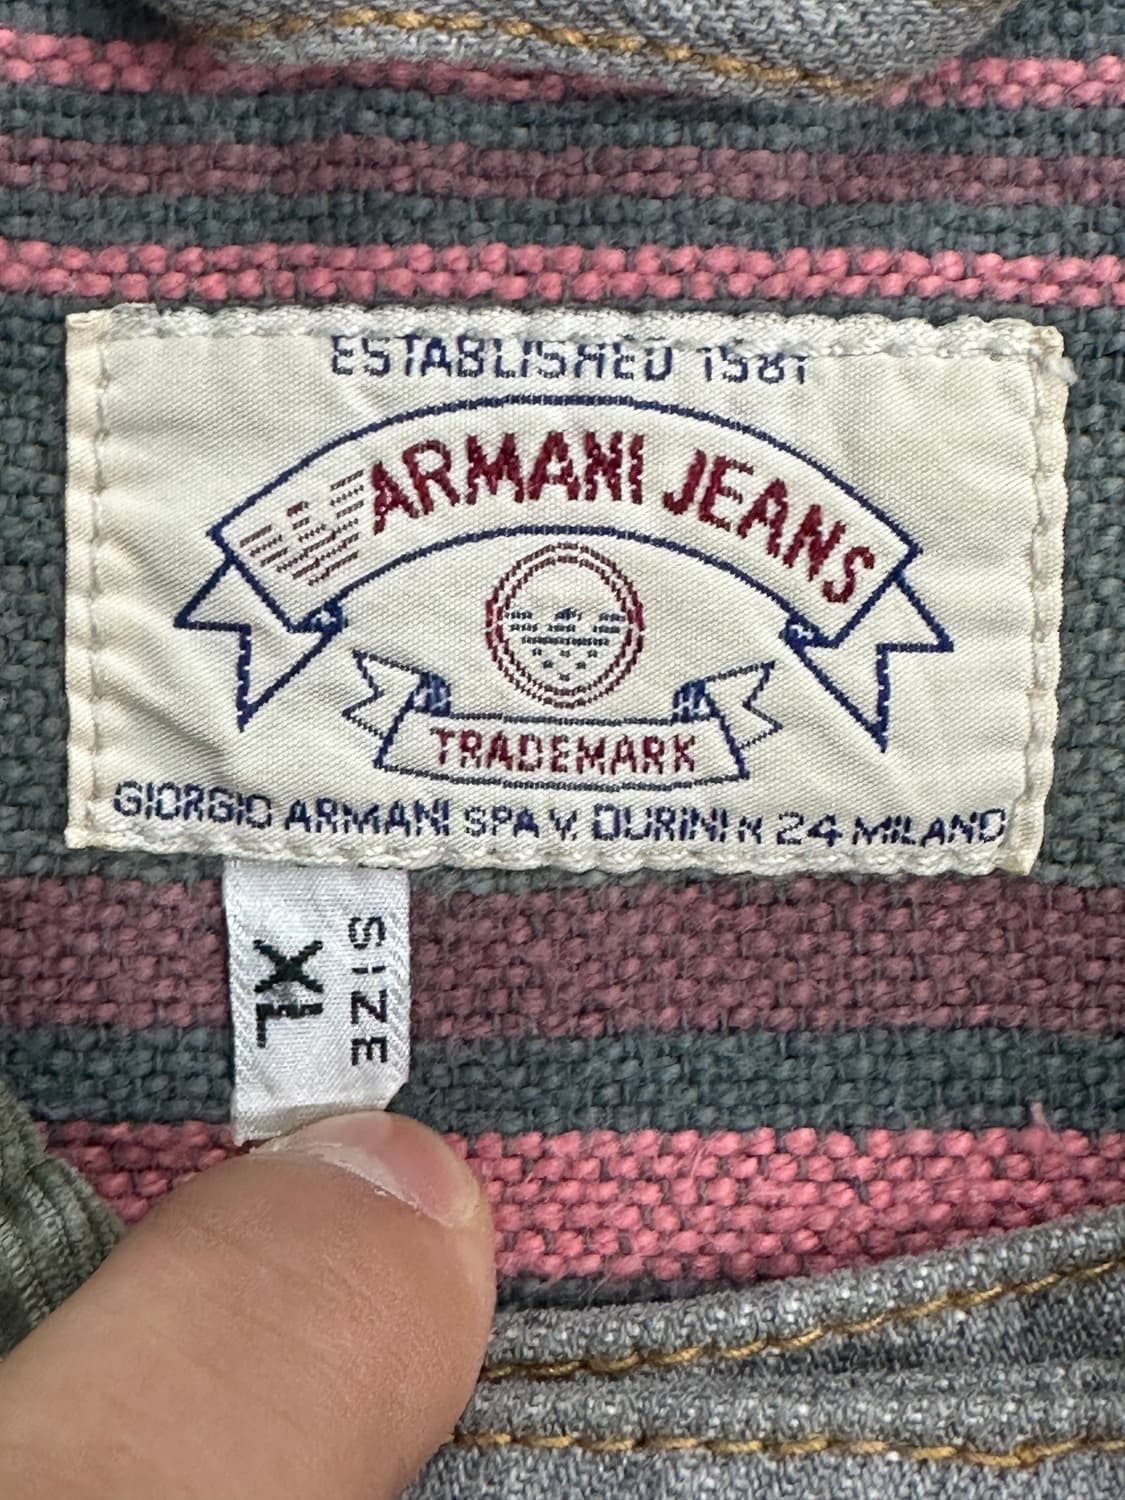 ESTABLISHED 1981
ARMANI JEANS
TRADEMARK
GIORGIO ARMANI SPA V. DURINI N 24 MILANO
SIZE
XL